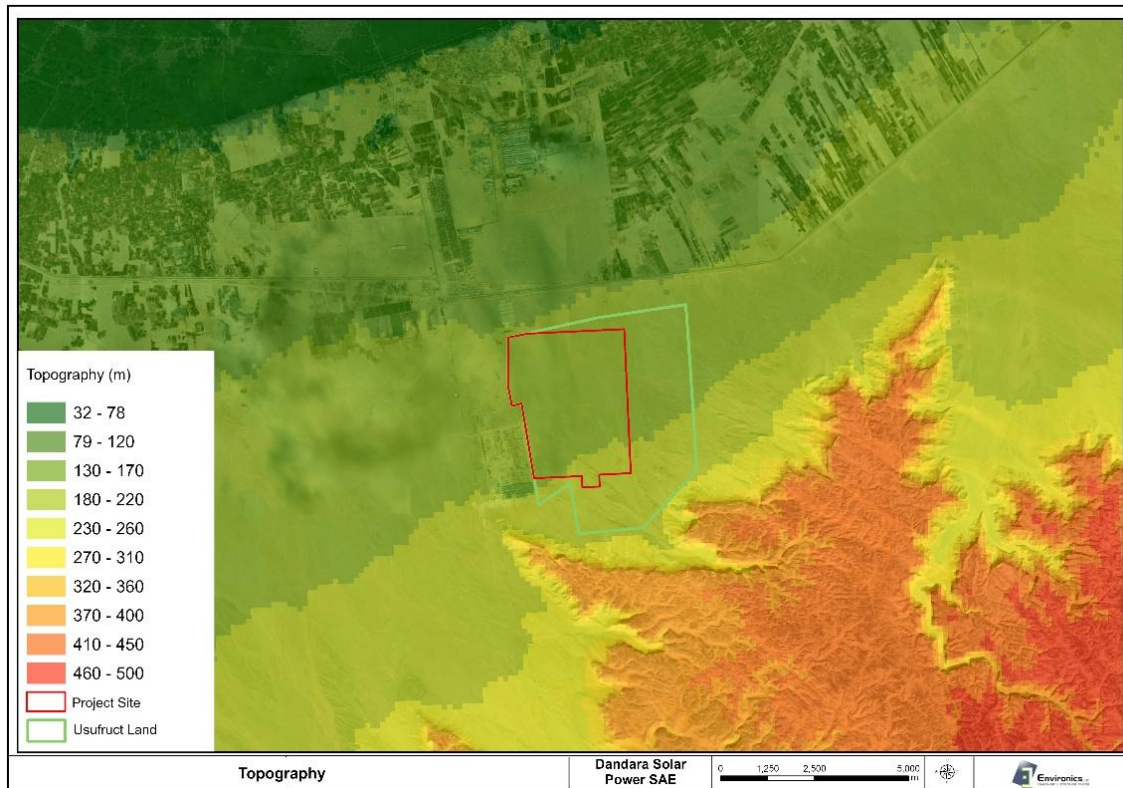 Topography (m)
32 - 78
79 - 120
130 - 170
180 - 220
230 - 260
270 - 310
320 - 360
370 - 400
410 - 450
460 - 500
Project Site
Usufruct Land
Topography
Dandara Solar
Power SAE
0 1,250 2,500 5,000
m
Environics